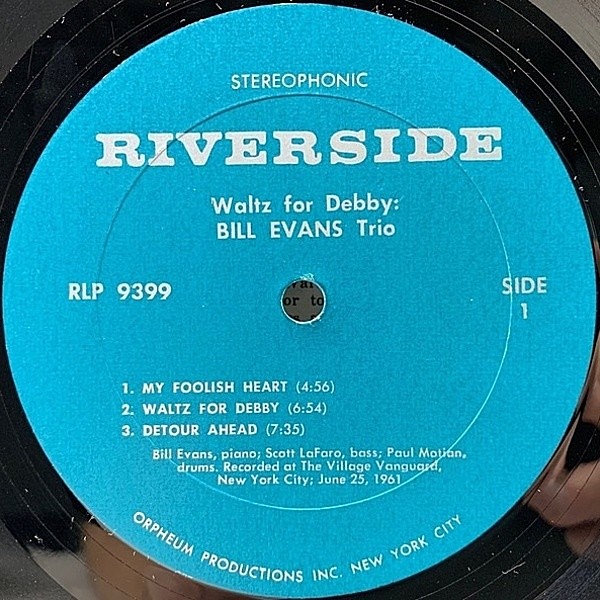 STEREOPHONIC
RIVERSIDE
Waltz for Debby:
BILL EVANS Trio
RLP 9399
SIDE
1
or to
1. MY FOOLISH HEART (4:56)
2. WALTZ FOR DEBBY (6:54)
3. DETOUR AHEAD (7:35)
Bill Evans, piano; Scott LaFaro, bass; Paul Motian,
drums. Recorded at The Village Vanguard,
New York City; June 25, 1961
ORPHEUM PRODUCTIONS INC. NEW YORK CITY